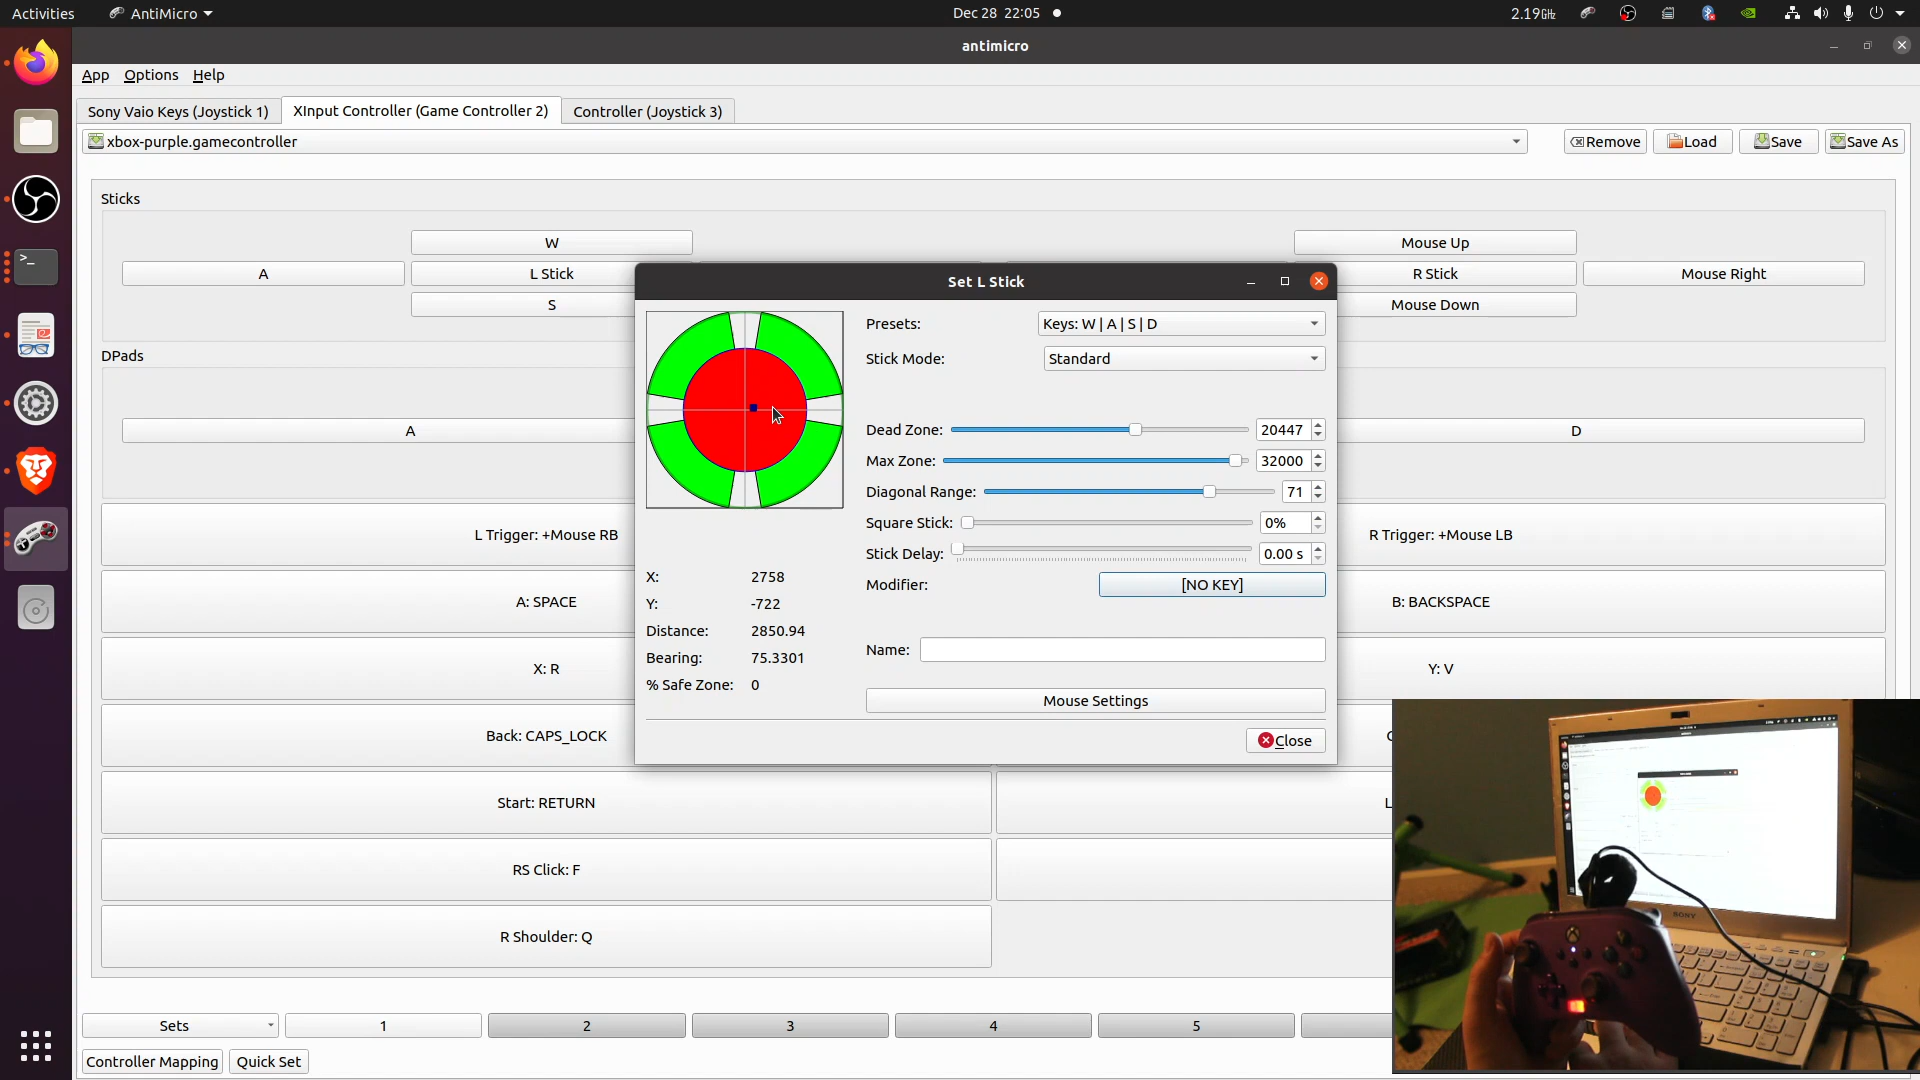 Activities
AntiMicro
Dec 28 22:05
2.19GHz
antimicro
App Options Help
Sony Vaio Keys (Joystick 1)
XInput Controller (Game Controller 2)
Controller (Joystick 3)
xbox-purple.gamecontroller
Remove
Load
Save
Save As
Sticks
W
A
L Stick
S
Mouse Up
R Stick
Mouse Right
Mouse Down
DPads
A
D
L Trigger: +Mouse RB
R Trigger: +Mouse LB
A: SPACE
B: BACKSPACE
X: R
Y: V
Back: CAPS_LOCK
Start: RETURN
L
RS Click: F
R Shoulder: Q
Set L Stick
Presets: Keys: W | A | S | D
Stick Mode: Standard
Dead Zone: 20447
Max Zone: 32000
Diagonal Range: 71
Square Stick: 0%
Stick Delay: 0.00 s
Modifier: [NO KEY]
Name:
Mouse Settings
Close
X: 2758
Y: -722
Distance: 2850.94
Bearing: 75.3301
% Safe Zone: 0
SONY
Sets
1
2
3
4
5
Controller Mapping
Quick Set